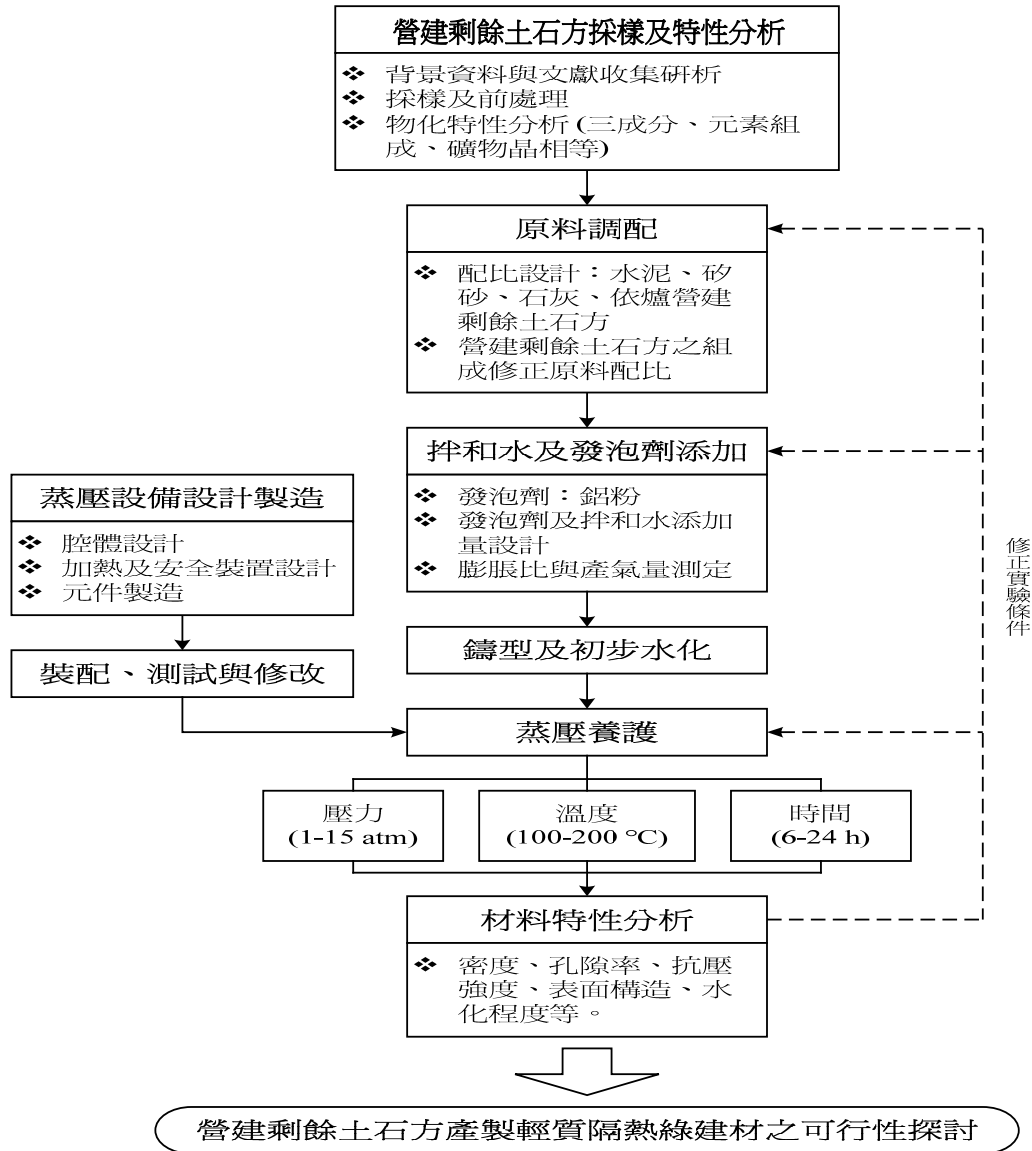 營建剩餘土石方採樣及特性分析
❖ 背景資料與文獻收集研析
❖ 採樣及前處理
❖ 物化特性分析 (三成分、元素組
成、礦物晶相等)
原料調配
❖ 配比設計：水泥、矽
砂、石灰、依爐營建
剩餘土石方
❖ 營建剩餘土石方之組
成修正原料配比
拌和水及發泡劑添加
❖ 發泡劑：鋁粉
❖ 發泡劑及拌和水添加
量設計
❖ 膨脹比與產氣量測定
蒸壓設備設計製造
❖ 腔體設計
❖ 加熱及安全裝置設計
❖ 元件製造
修正實驗條件
鑄型及初步水化
裝配、測試與修改
蒸壓養護
壓力
(1-15 atm)
溫度
(100-200 °C)
時間
(6-24 h)
材料特性分析
❖ 密度、孔隙率、抗壓
強度、表面構造、水
化程度等。
營建剩餘土石方產製輕質隔熱綠建材之可行性探討